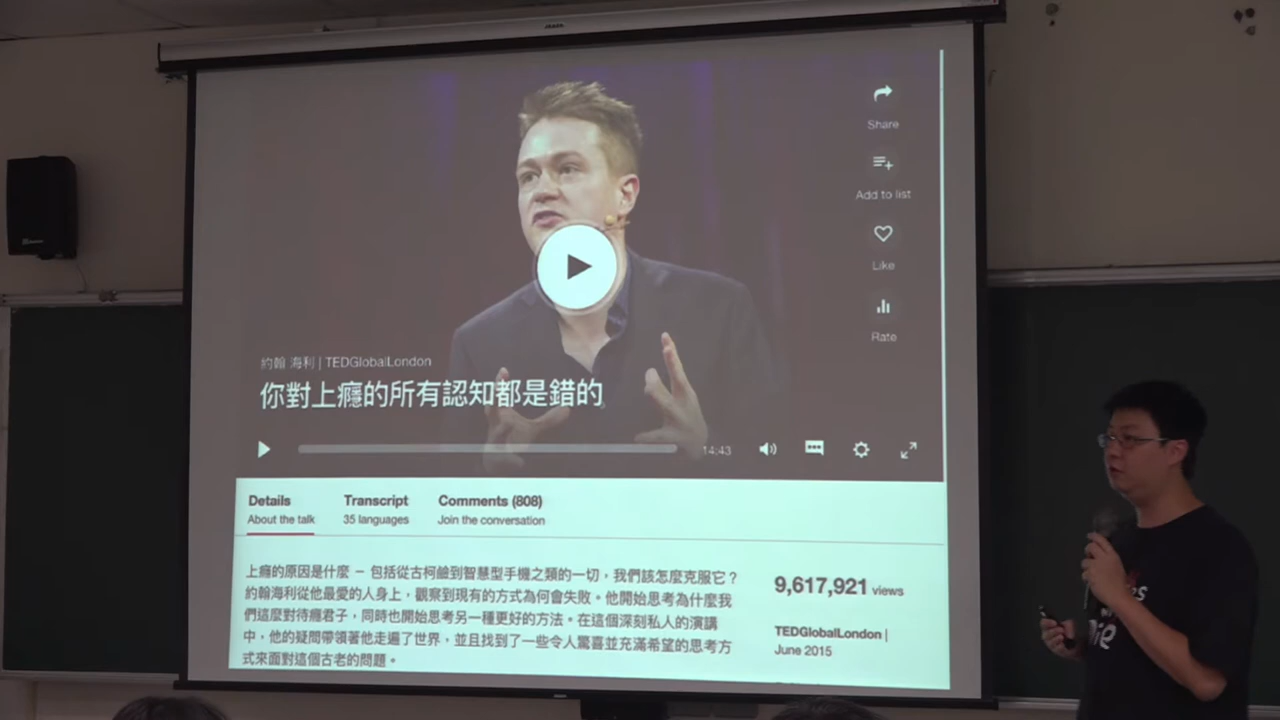 Share
Add to list
Like
Rate
約翰 海利 | TEDGlobalLondon
你對上癮的所有認知都是錯的
14:43
Details
About the talk
Transcript
35 languages
Comments (808)
Join the conversation
上癮的原因是什麼 — 包括從古柯鹼到智慧型手機之類的一切，我們該怎麼克服它？
約翰海利從他最愛的人身上，觀察到現有的方式為何會失敗。他開始思考為什麼我
們這麼對待癮君子，同時也開始思考另一種更好的方法。在這個深刻私人的演講
中，他的疑問帶領著他走遍了世界，並且找到了一些令人驚喜並充滿希望的思考方
式來面對這個古老的問題。
9,617,921 views
TEDGlobalLondon |
June 2015